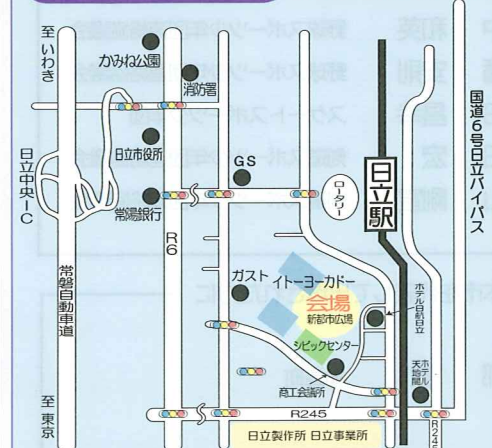 至 いわき
かみね公園
消防署
国道6号日立バイパス
日立市役所
日立中央IC
GS
ロータリー
日立駅
常陽銀行
R6
ガスト
イトーヨーカドー
会場
新都市広場
ホテル日航日立
常磐自動車道
シビックセンター
商工会議所
ホテル
天地閣
至 東京
R245
R245
日立製作所 日立事業所